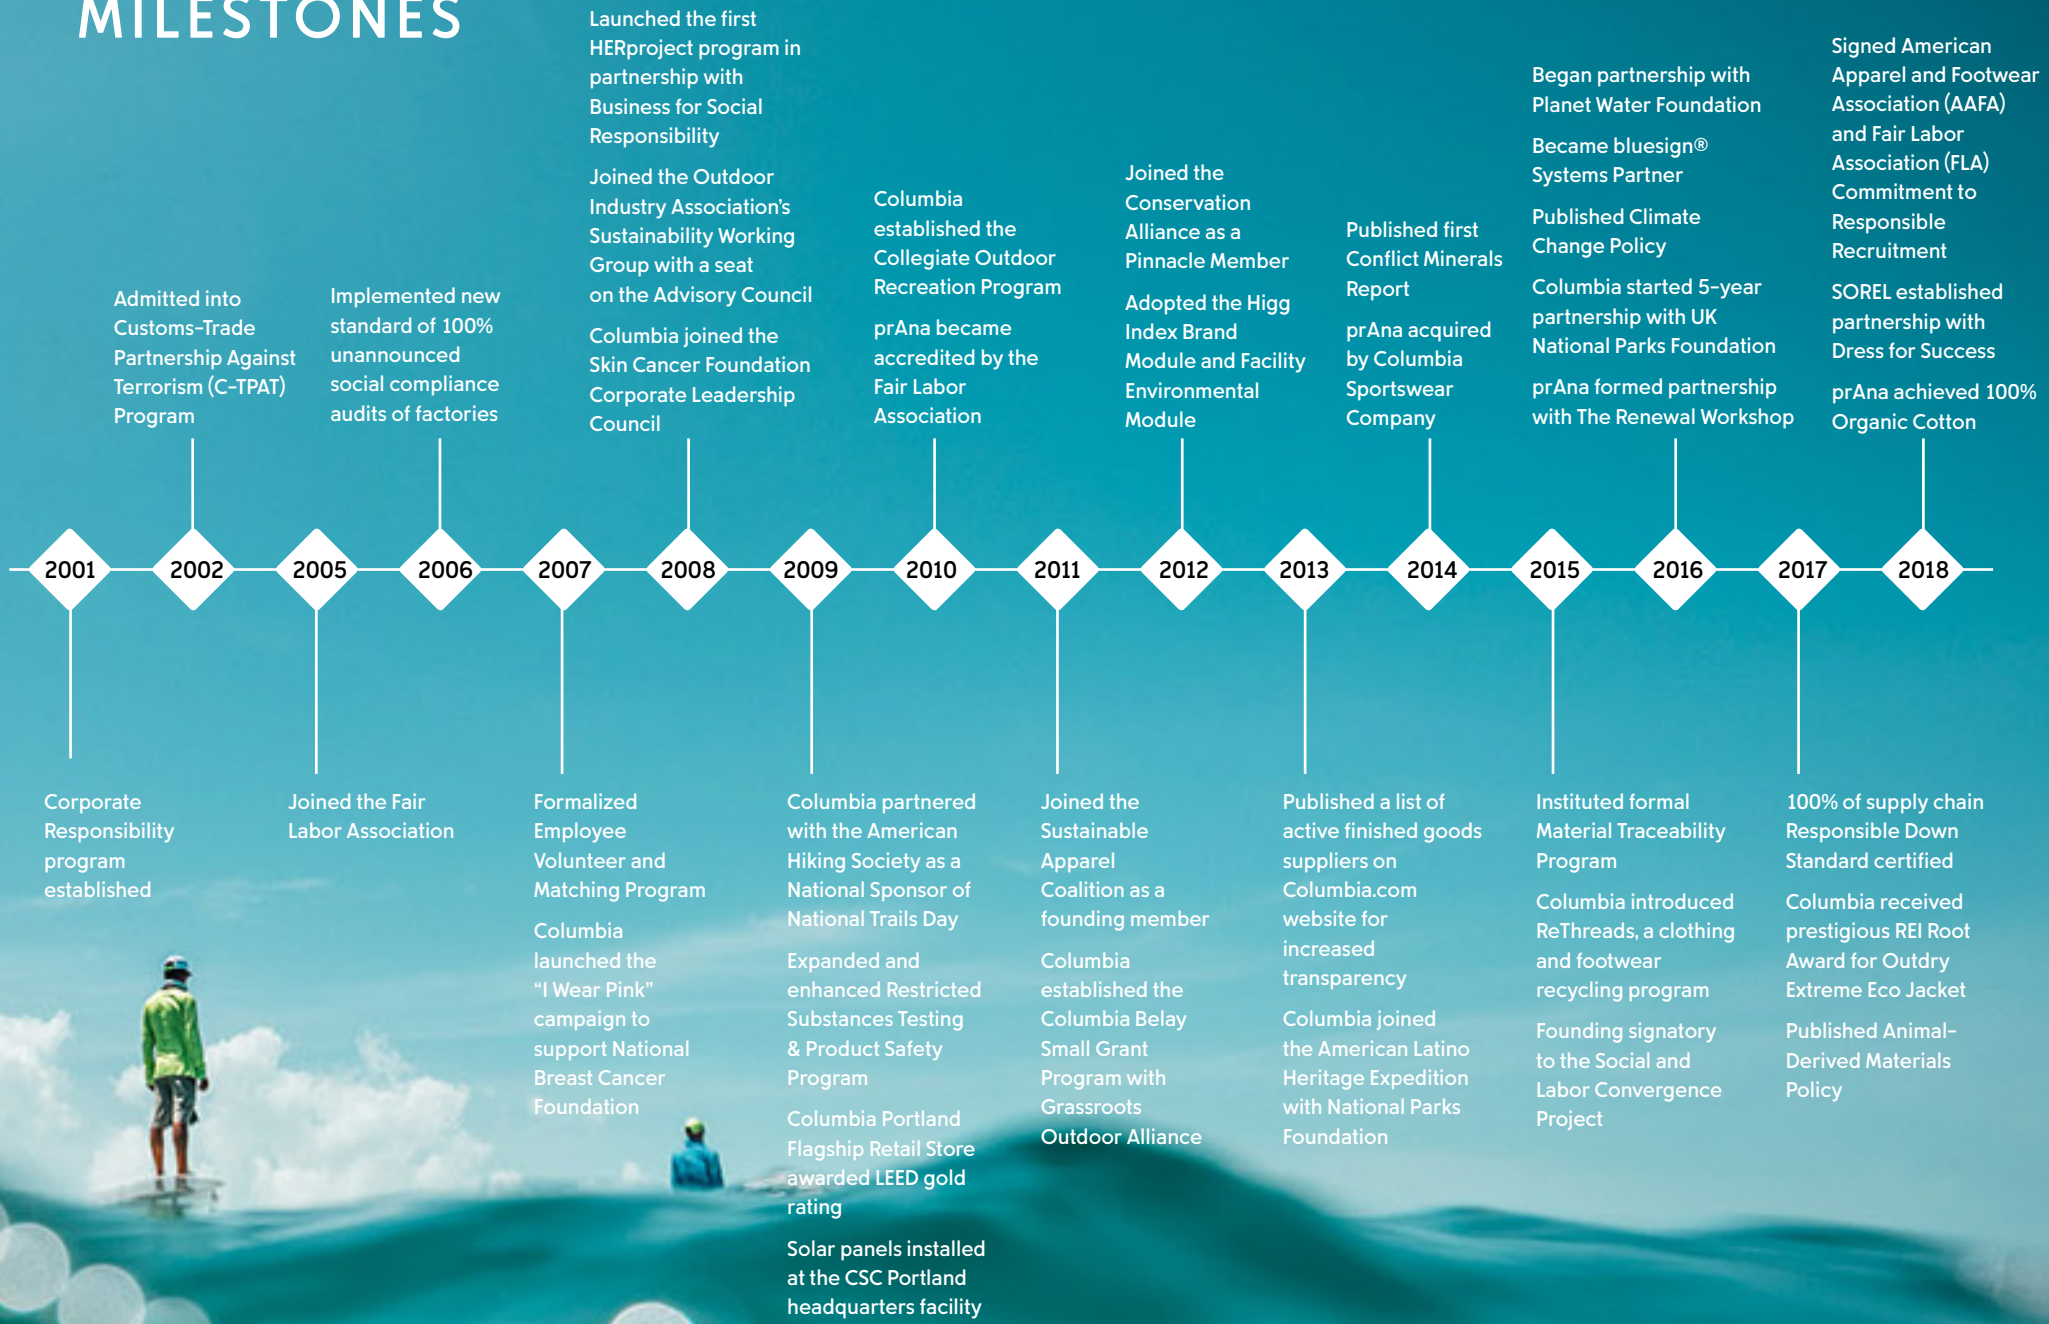 MILESTONES
Admitted into
Customs-Trade
Partnership Against
Terrorism (C-TPAT)
Program
Implemented new
standard of 100%
unannounced
social compliance
audits of factories
Launched the first
HERproject program in
partnership with
Business for Social
Responsibility
Joined the Outdoor
Industry Association's
Sustainability Working
Group with a seat
on the Advisory Council
Columbia joined the
Skin Cancer Foundation
Corporate Leadership
Council
Columbia
established the
Collegiate Outdoor
Recreation Program
prAna became
accredited by the
Fair Labor
Association
Joined the
Conservation
Alliance as a
Pinnacle Member
Adopted the Higg
Index Brand
Module and Facility
Environmental
Module
Published first
Conflict Minerals
Report
prAna acquired
by Columbia
Sportswear
Company
Began partnership with
Planet Water Foundation
Became bluesign®
Systems Partner
Published Climate
Change Policy
Columbia started 5-year
partnership with UK
National Parks Foundation
prAna formed partnership
with The Renewal Workshop
Signed American
Apparel and Footwear
Association (AAFA)
and Fair Labor
Association (FLA)
Commitment to
Responsible
Recruitment
SOREL established
partnership with
Dress for Success
prAna achieved 100%
Organic Cotton
2001 2002 2005 2006 2007 2008 2009 2010 2011 2012 2013 2014 2015 2016 2017 2018
Corporate
Responsibility
program
established
Joined the Fair
Labor Association
Formalized
Employee
Volunteer and
Matching Program
Columbia
launched the
“I Wear Pink”
campaign to
support National
Breast Cancer
Foundation
Columbia partnered
with the American
Hiking Society as a
National Sponsor of
National Trails Day
Expanded and
enhanced Restricted
Substances Testing
& Product Safety
Program
Columbia Portland
Flagship Retail Store
awarded LEED gold
rating
Solar panels installed
at the CSC Portland
headquarters facility
Joined the
Sustainable
Apparel
Coalition as a
founding member
Columbia
established the
Columbia Belay
Small Grant
Program with
Grassroots
Outdoor Alliance
Published a list of
active finished goods
suppliers on
Columbia.com
website for
increased
transparency
Columbia joined
the American Latino
Heritage Expedition
with National Parks
Foundation
Instituted formal
Material Traceability
Program
Columbia introduced
ReThreads, a clothing
and footwear
recycling program
Founding signatory
to the Social and
Labor Convergence
Project
100% of supply chain
Responsible Down
Standard certified
Columbia received
prestigious REI Root
Award for Outdry
Extreme Eco Jacket
Published Animal-
Derived Materials
Policy